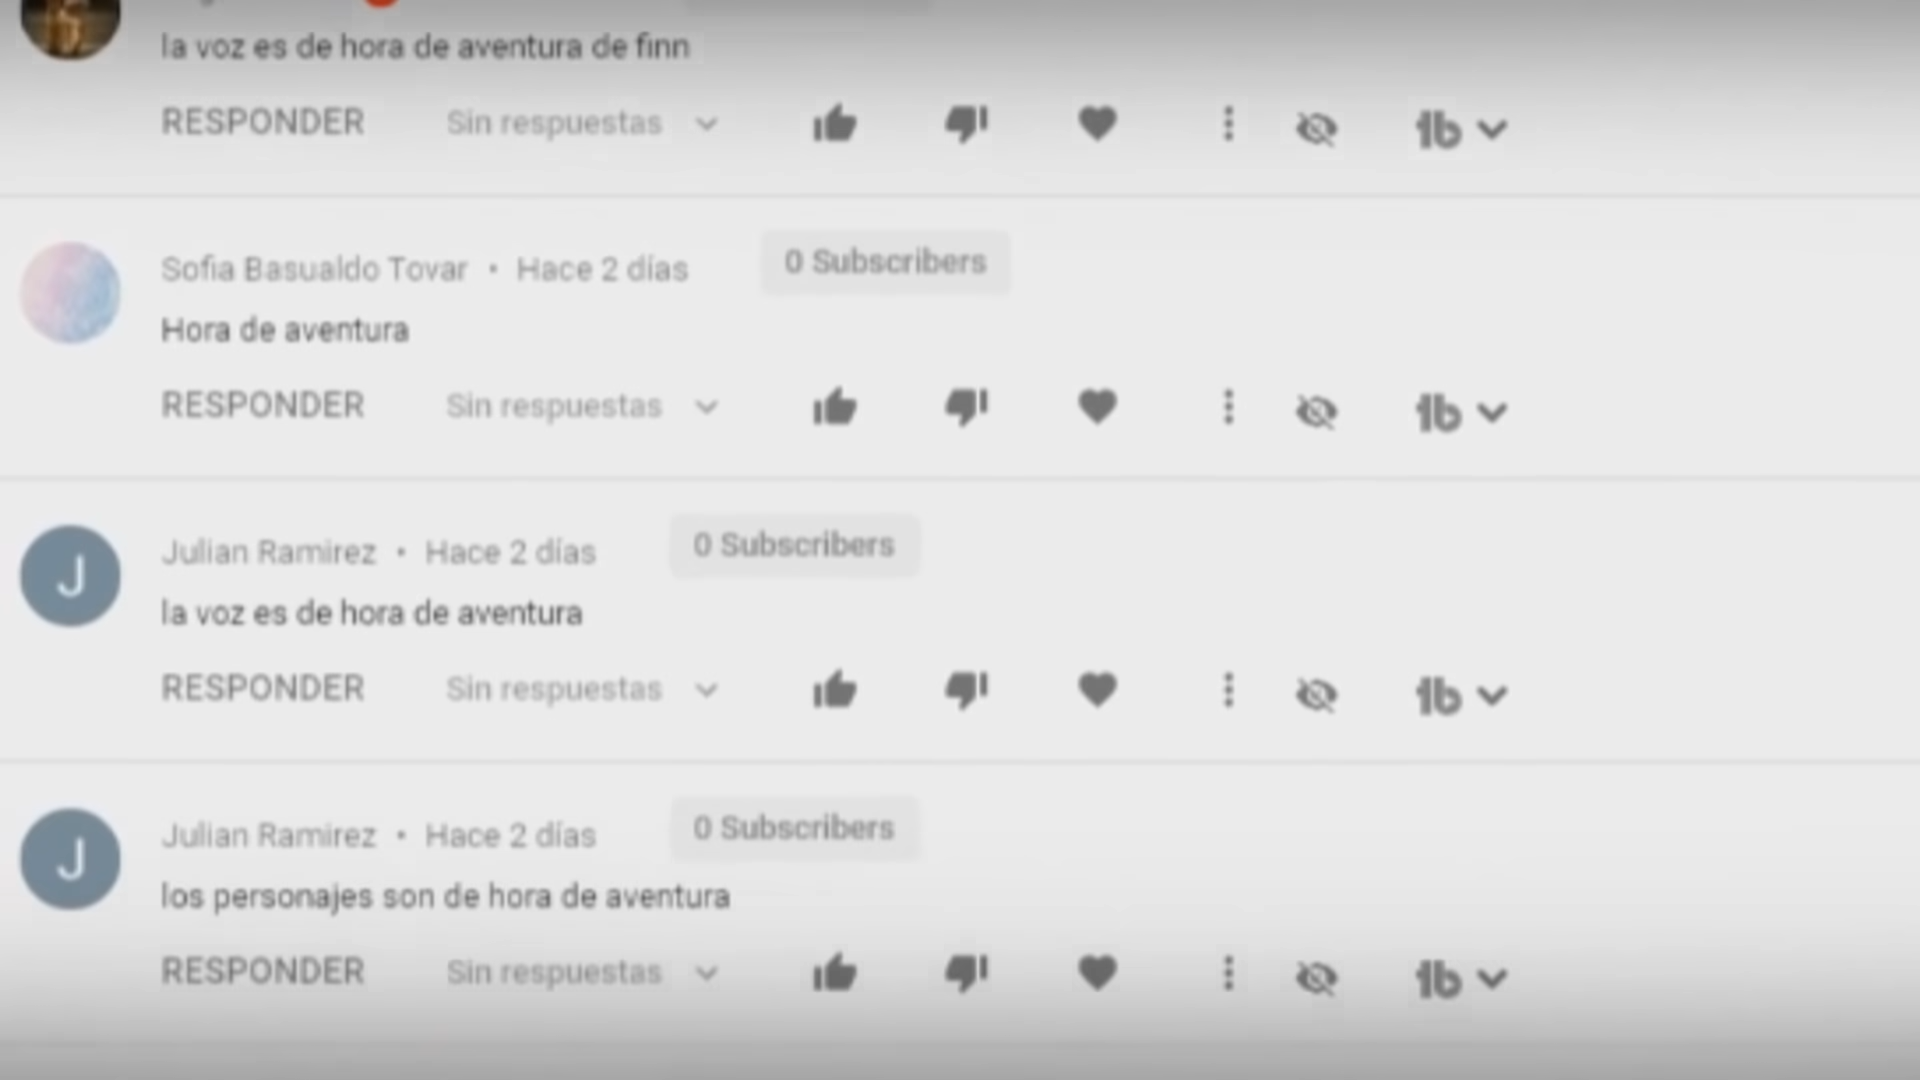 la voz es de hora de aventura de finn
RESPONDER Sin respuestas
Sofia Basualdo Tovar • Hace 2 días 0 Subscribers
Hora de aventura
RESPONDER Sin respuestas
J Julian Ramirez • Hace 2 días 0 Subscribers
la voz es de hora de aventura
RESPONDER Sin respuestas
J Julian Ramirez • Hace 2 días 0 Subscribers
los personajes son de hora de aventura
RESPONDER Sin respuestas